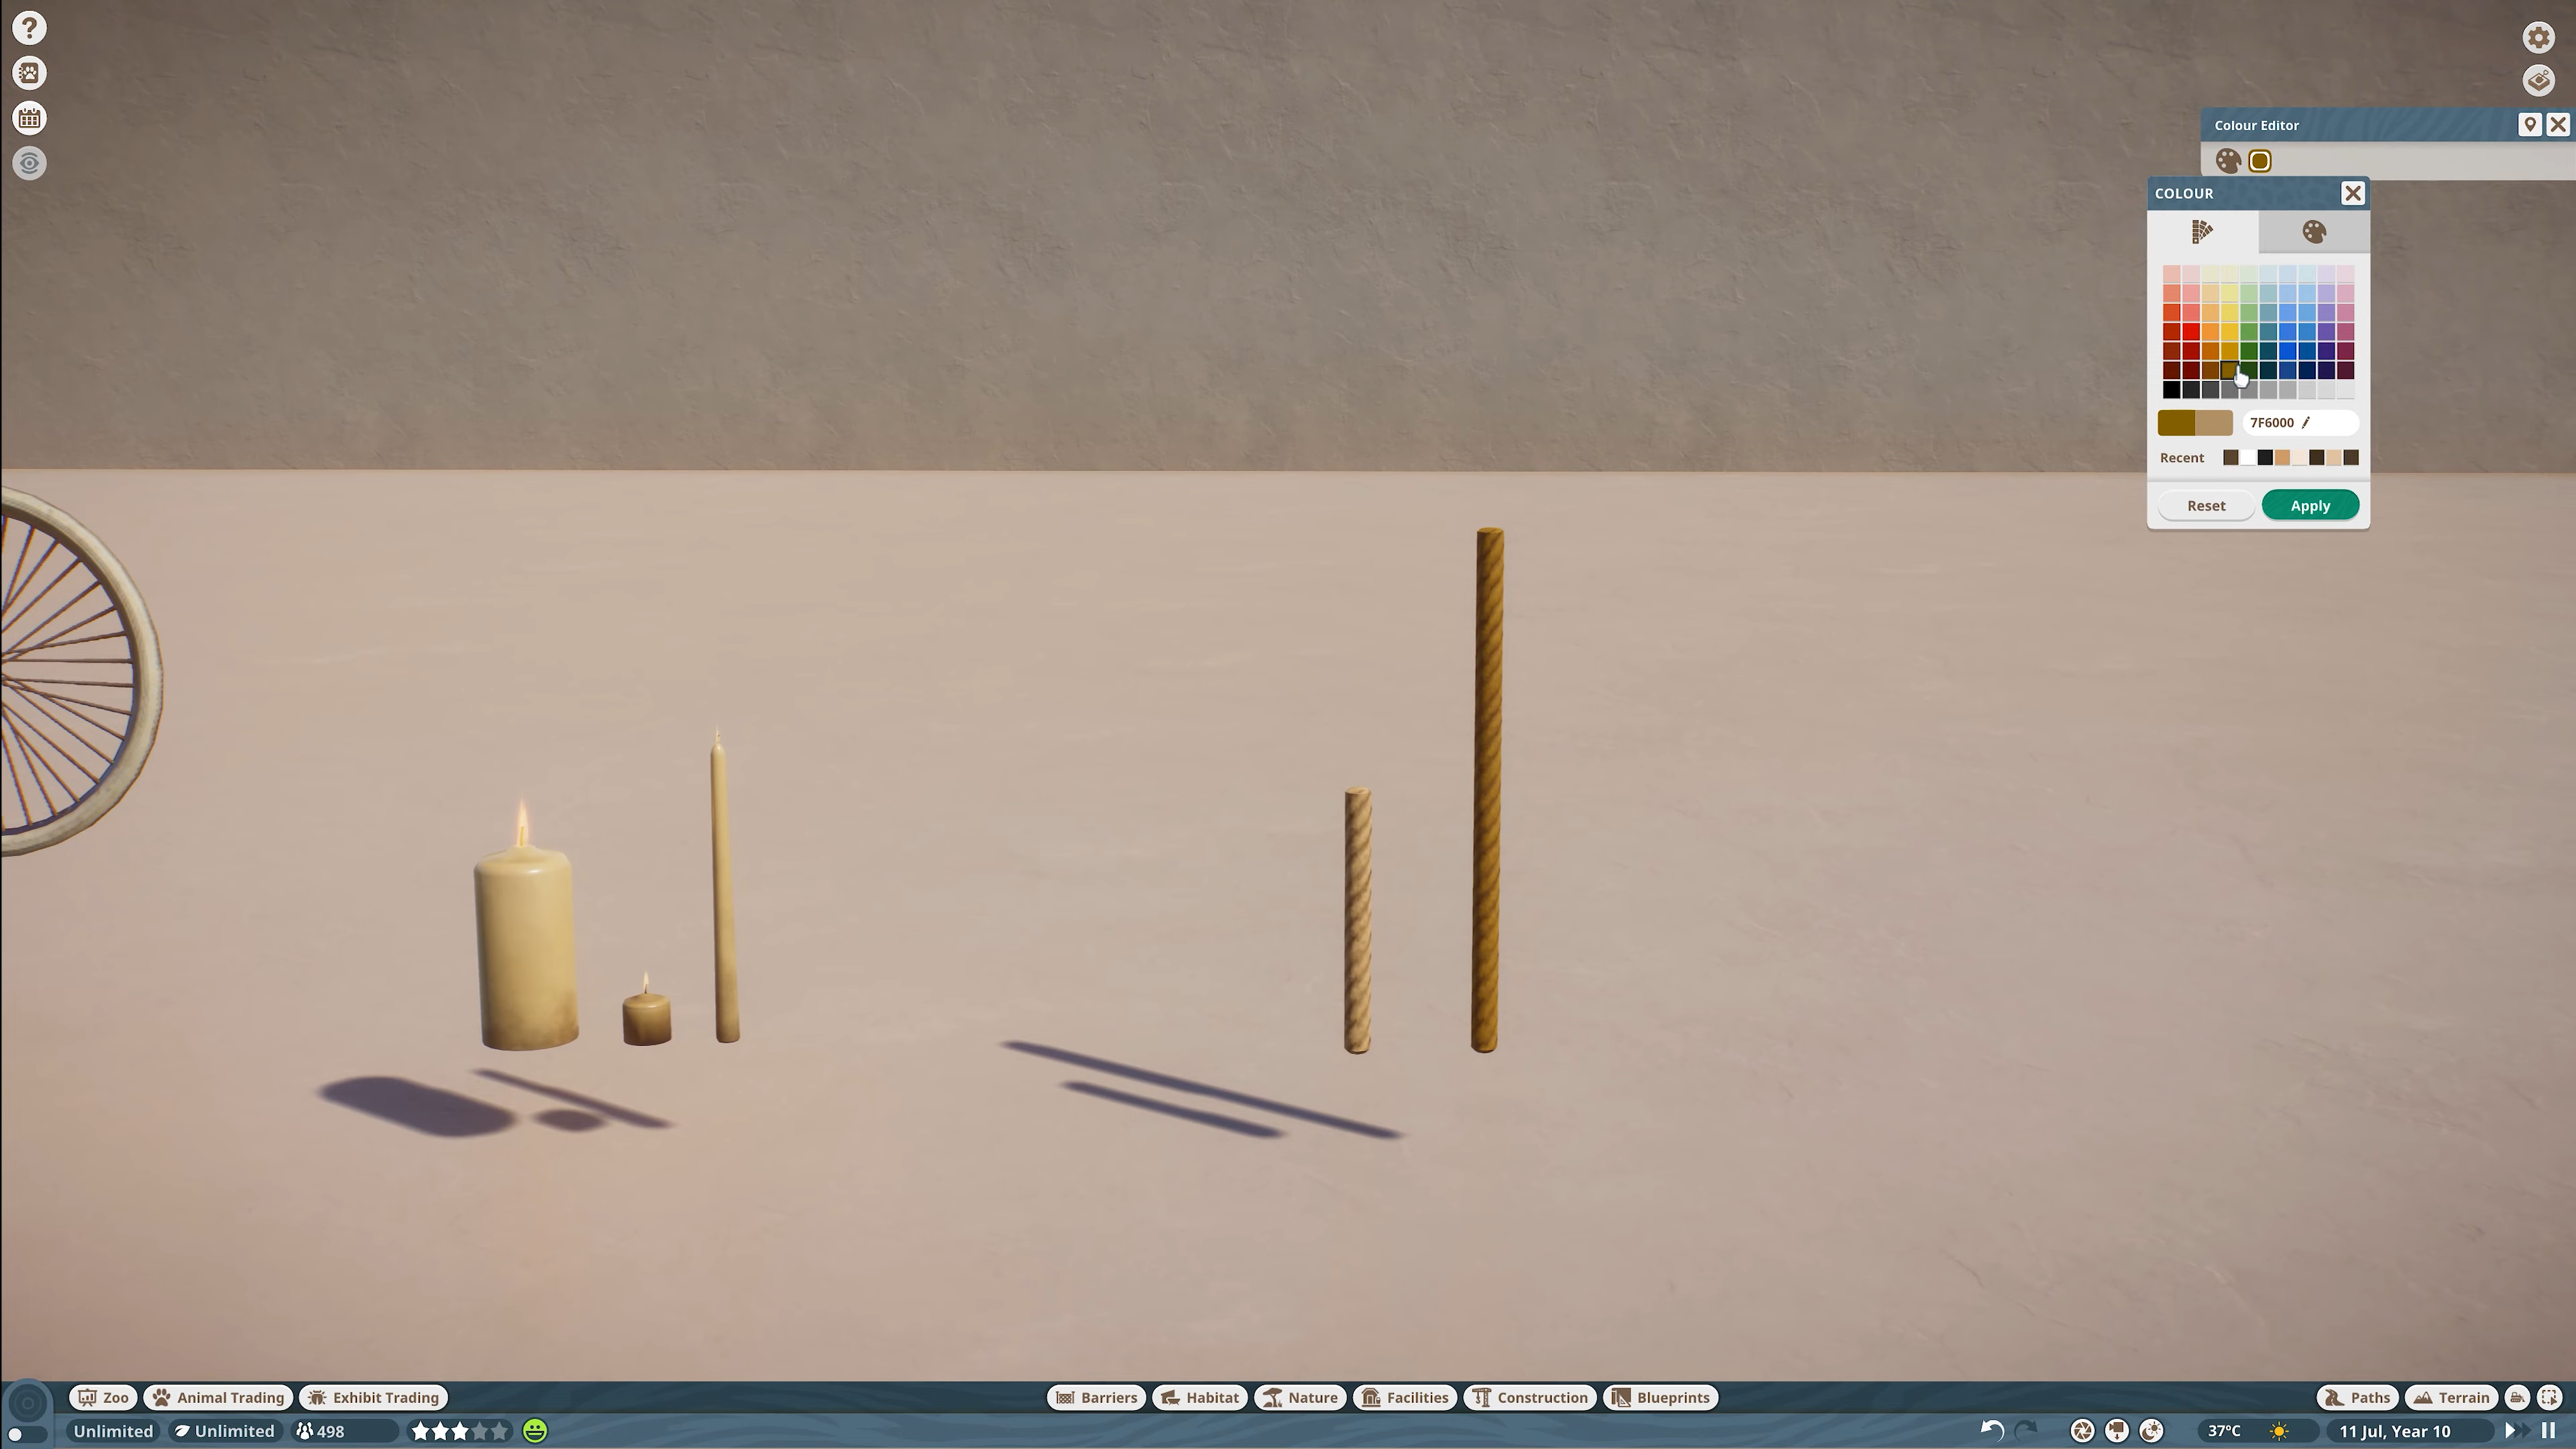 ?
Colour Editor
COLOUR
7F6000
Recent
Reset
Apply
Zoo
Animal Trading
Exhibit Trading
Barriers
Habitat
Nature
Facilities
Construction
Blueprints
Paths
Terrain
Unlimited
Unlimited
498
37°C
11 Jul, Year 10